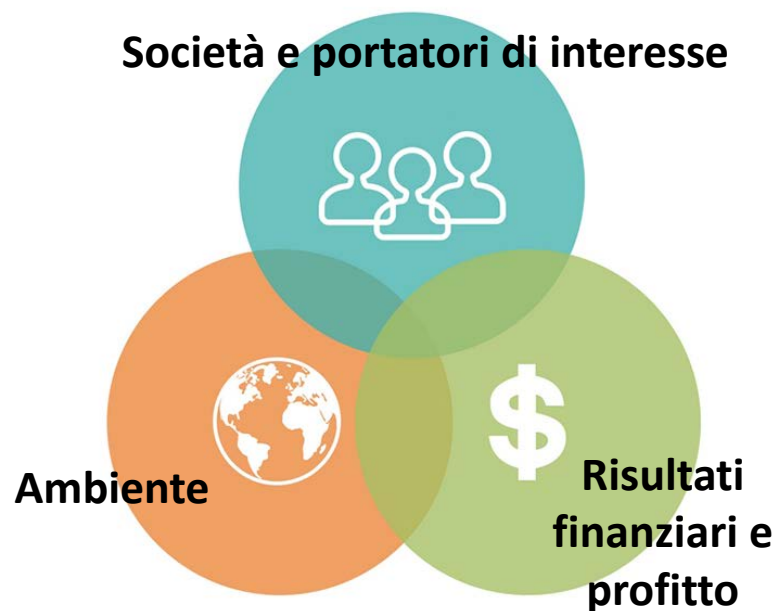 Società e portatori di interesse
$
Ambiente
Risultati
finanziari e
profitto